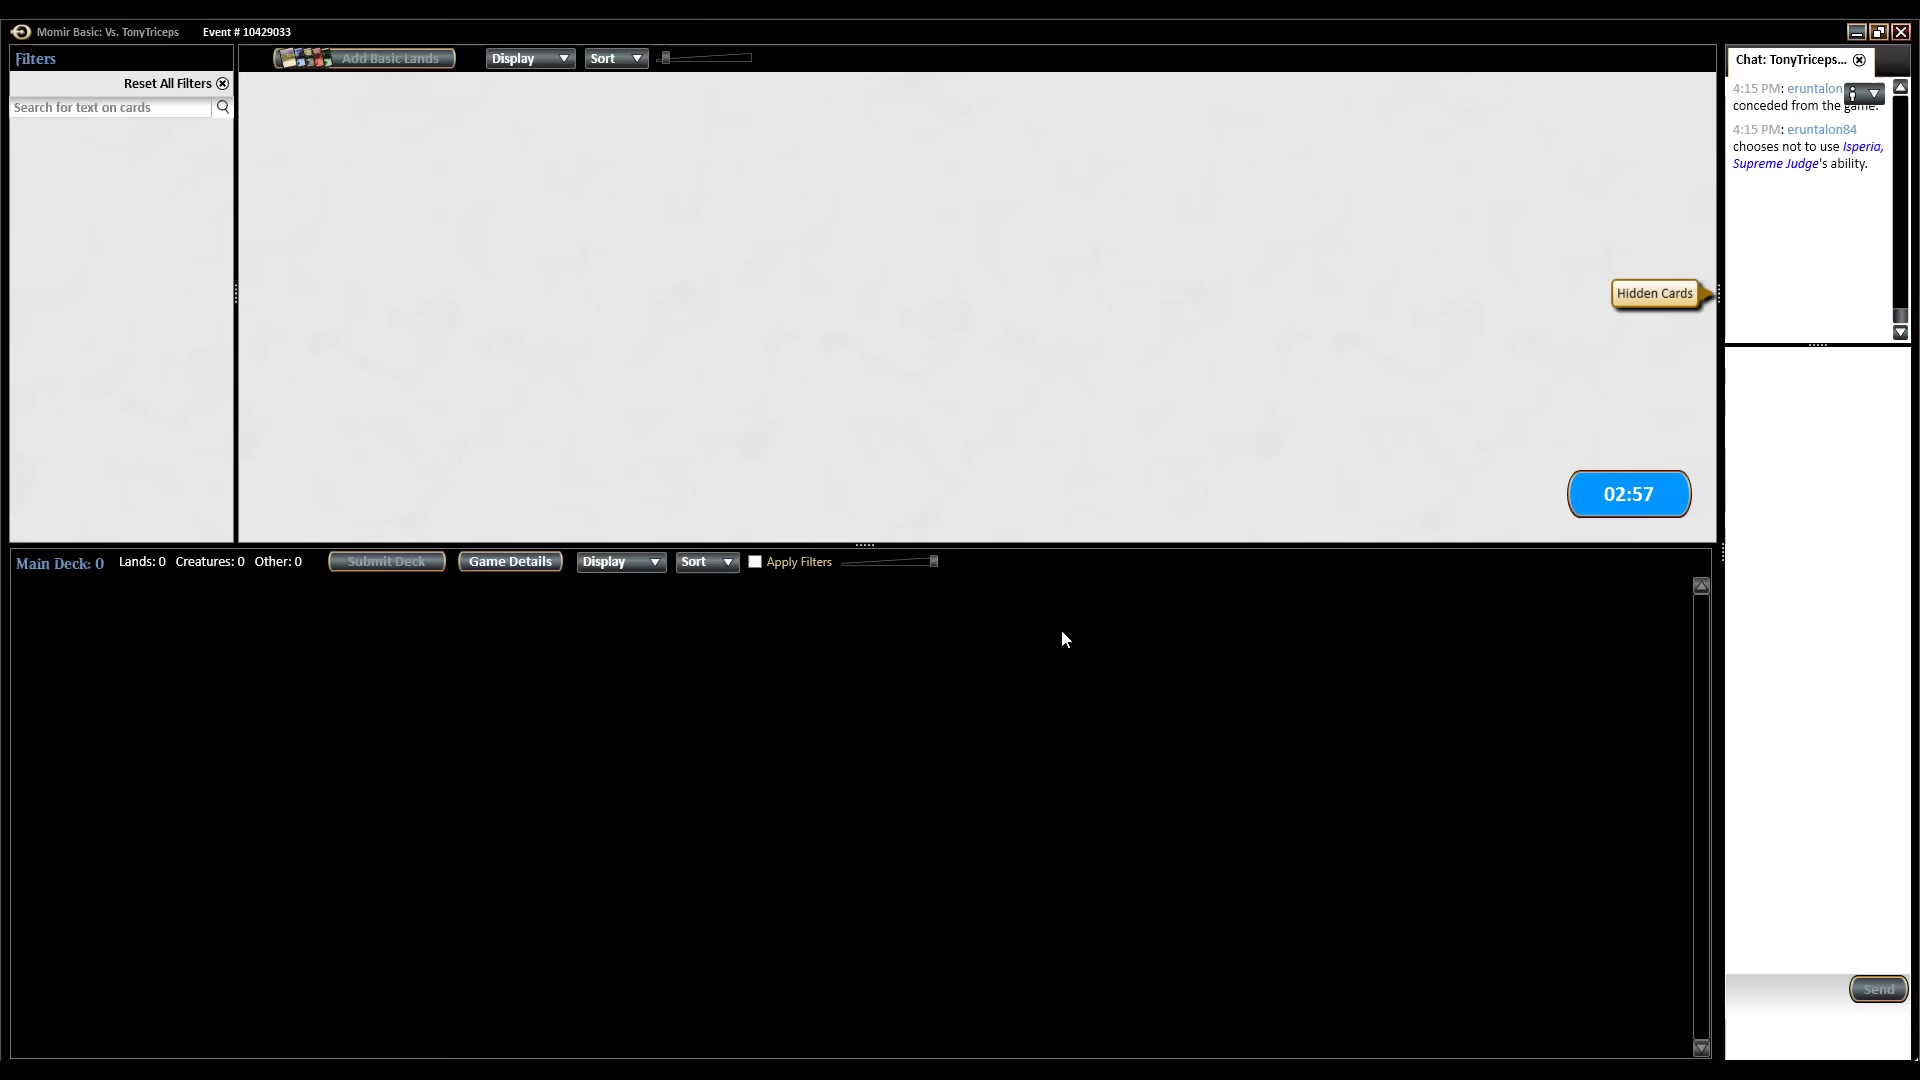 Momir Basic: Vs. TonyTriceps Event # 10429033
Filters
Reset All Filters
Search for text on cards
Add Basic Lands Display Sort
Hidden Cards
02:57
Chat: TonyTriceps...
4:15 PM: eruntalon
conceded from the game.
4:15 PM: eruntalon84
chooses not to use Isperia,
Supreme Judge's ability.
Main Deck: 0 Lands: 0 Creatures: 0 Other: 0 Submit Deck Game Details Display Sort Apply Filters
Send